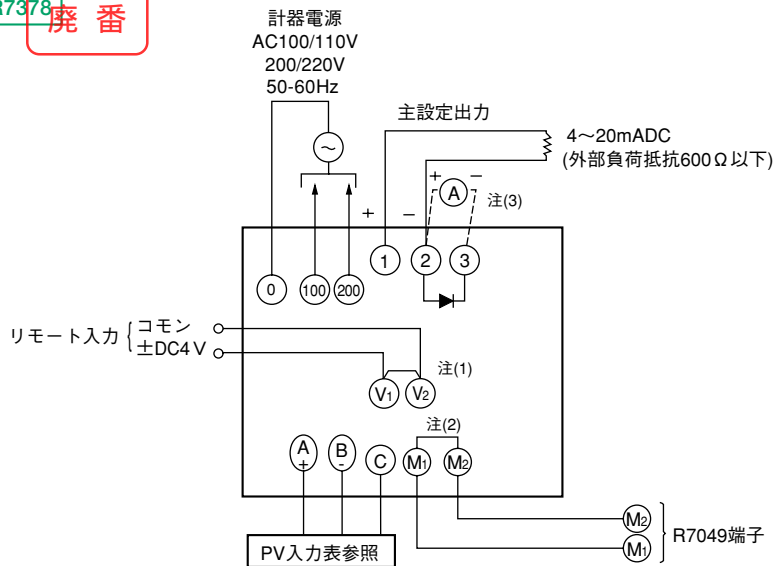 R7378
廃 番
計器電源
AC100/110V
200/220V
50-60Hz
主設定出力
4〜20mADC
(外部負荷抵抗600Ω以下)
+ −
A
注(3)
+ −
1 2 3
0 100 200
リモート入力
コモン
±DC4V
注(1)
V1 V2
注(2)
A
+
B
-
C
M1 M2
M2
M1
R7049端子
PV入力表参照